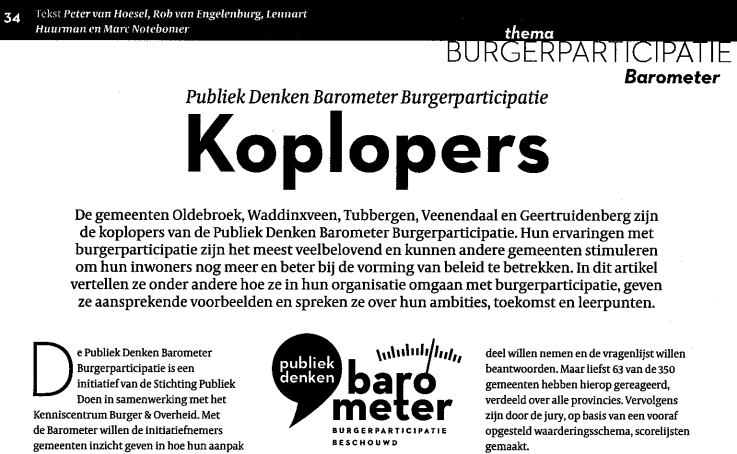 34
Tekst Peter van Hoesel, Rob van Engelenburg, Lennart
Huurman en Marc Notebomer
thema
BURGERPARTICIPATIE
Barometer
Publiek Denken Barometer Burgerparticipatie
Koplopers
De gemeenten Oldebroek, Waddinxveen, Tubbergen, Veenendaal en Geertruidenberg zijn
de koplopers van de Publiek Denken Barometer Burgerparticipatie. Hun ervaringen met
burgerparticipatie zijn het meest veelbelovend en kunnen andere gemeenten stimuleren
om hun inwoners nog meer en beter bij de vorming van beleid te betrekken. In dit artikel
vertellen ze onder andere hoe ze in hun organisatie omgaan met burgerparticipatie, geven
ze aansprekende voorbeelden en spreken ze over hun ambities, toekomst en leerpunten.
De Publiek Denken Barometer
Burgerparticipatie is een
initiatief van de Stichting Publiek
Doen in samenwerking met het
Kenniscentrum Burger & Overheid. Met
de Barometer willen de initiatiefnemers
gemeenten inzicht geven in hoe hun aanpak
publiek
denken
baro
meter
BURGERPARTICIPATIE
BESCHOUWD
deel willen nemen en de vragenlijst willen
beantwoorden. Maar liefst 63 van de 350
gemeenten hebben hierop gereageerd,
verdeeld over alle provincies. Vervolgens
zijn door de jury, op basis van een vooraf
opgesteld waarderingsschema, scorelijsten
gemaakt.